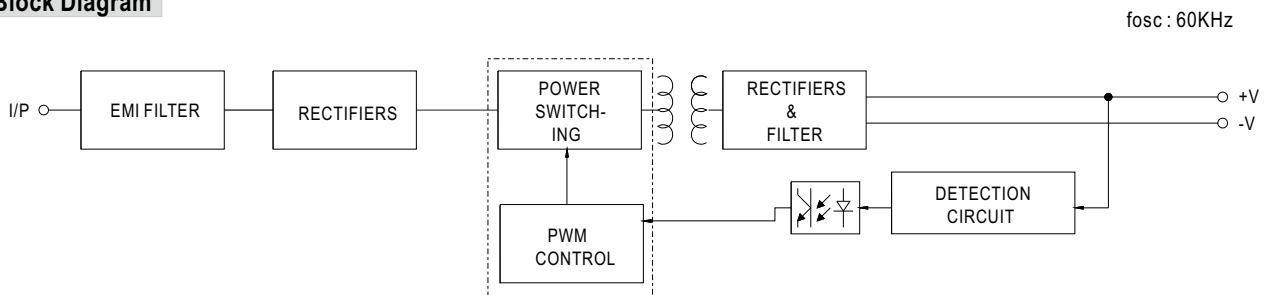 Block Diagram
fosc : 60KHz
I/P
EMI FILTER
RECTIFIERS
POWER
SWITCH-
ING
RECTIFIERS
&
FILTER
+V
-V
DETECTION
CIRCUIT
PWM
CONTROL